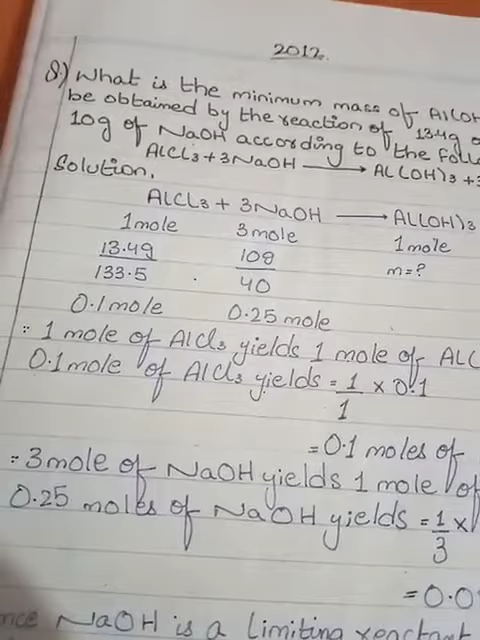 2012.
Q.) What is the minimum mass of Al(OH
be obtained by the reaction of 13.4g o
10g of NaOH according to the foll
AlCl3 + 3NaOH ⟶ Al(OH)3 + 3
Solution.
AlCl3 + 3NaOH ⟶ Al(OH)3
1mole 3mole 1mole
13.4g 10g m=?
133.5 40
0.1mole 0.25 mole
∵ 1 mole of AlCl3 yields 1 mole of Al(
0.1mole of AlCl3 yields = 1/1 × 0.1
=0.1 moles of
∵ 3mole of NaOH yields 1 mole of
0.25 moles of NaOH yields = 1/3 ×
=0.0
nce NaOH is a limiting